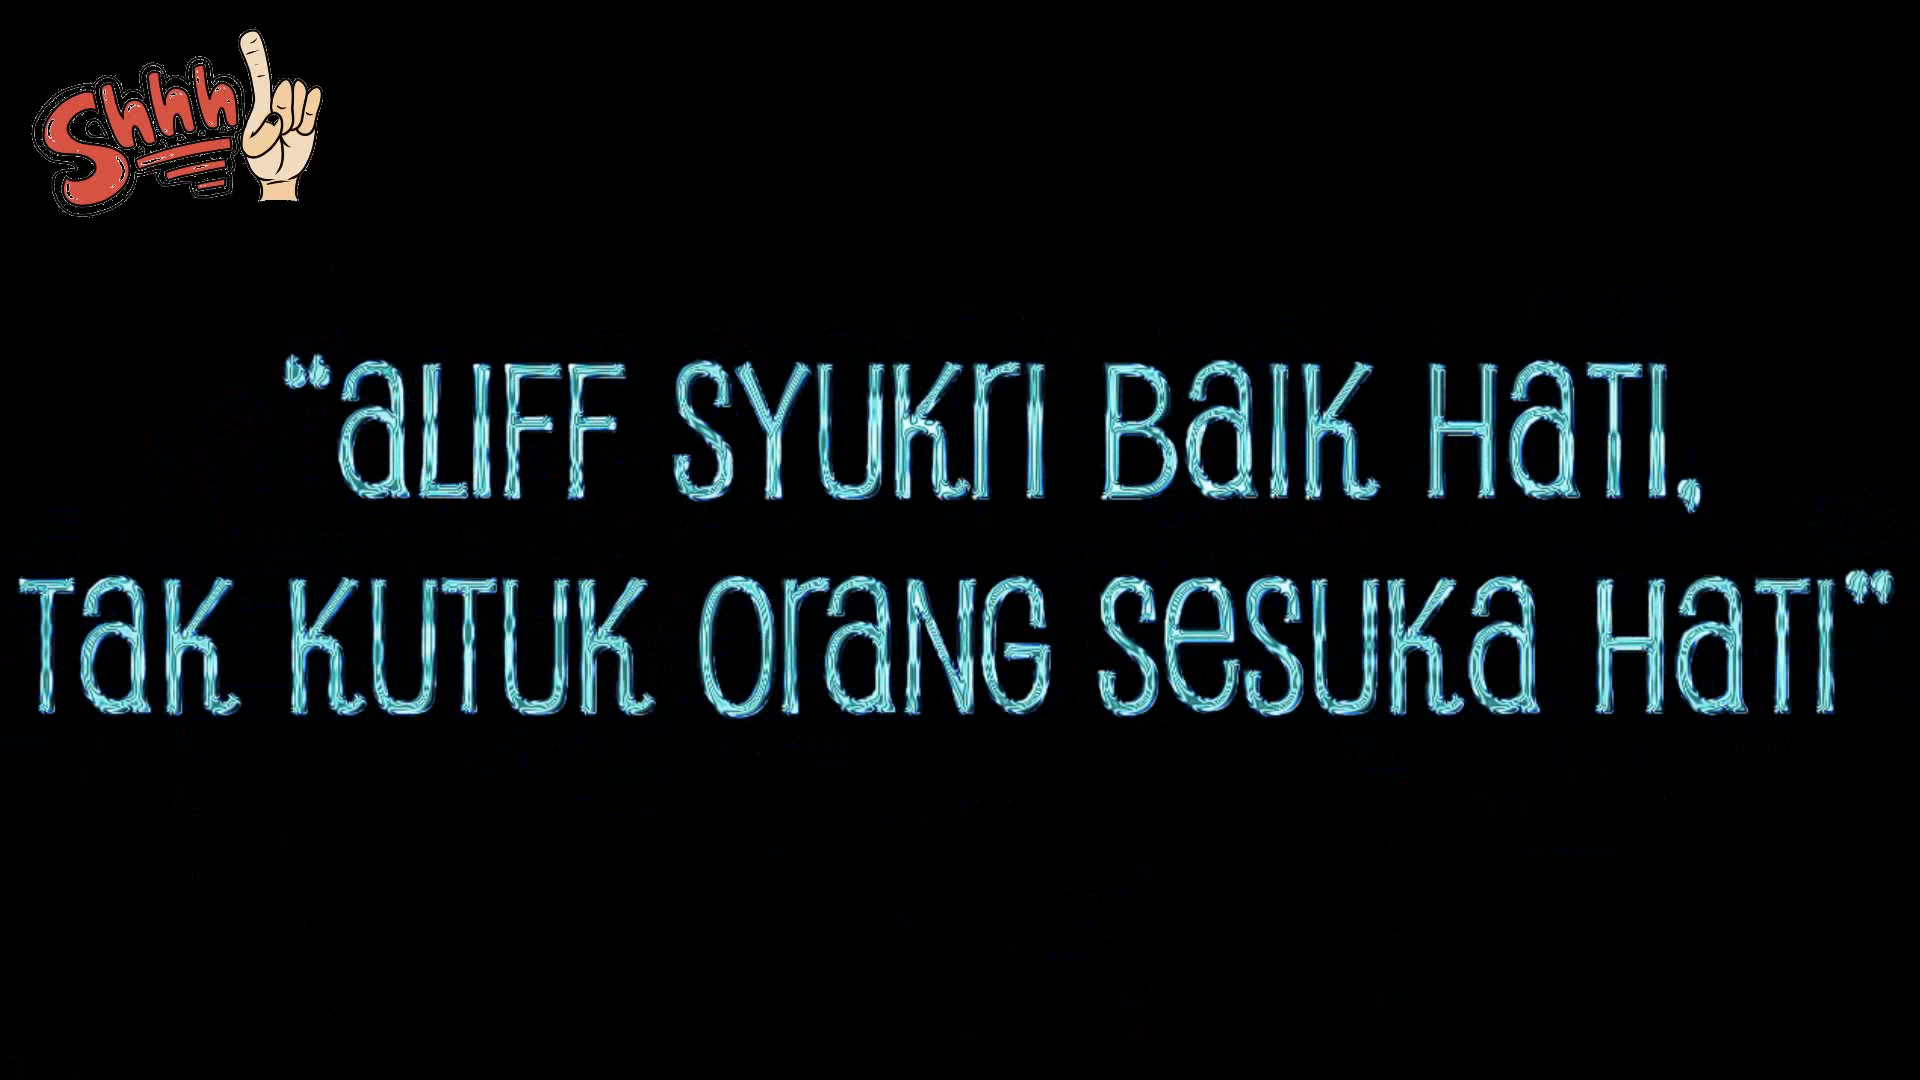 Shhh
“aLIFF SYUKrI BaIK HaTI,
TaK KUTUK OraNG SeSUKa HaTI”